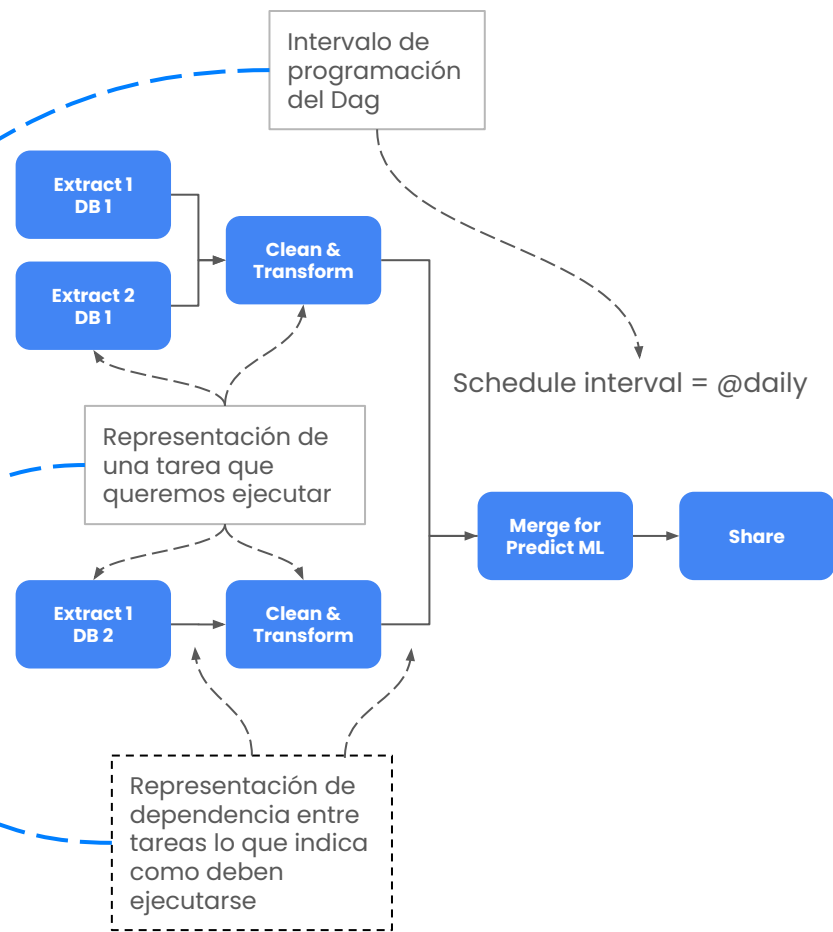 Intervalo de
programación
del Dag
Extract 1
DB 1
Clean &
Transform
Extract 2
DB 1
Schedule interval = @daily
Representación de
una tarea que
queremos ejecutar
Merge for
Predict ML
Share
Extract 1
DB 2
Clean &
Transform
Representación de
dependencia entre
tareas lo que indica
como deben
ejecutarse